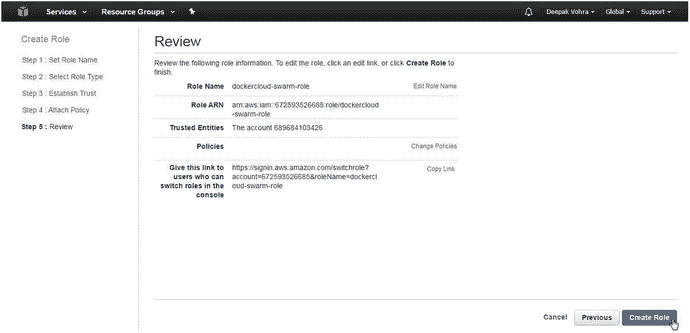 Services Resource Groups Deepak Vohra Global Support
Create Role
Step 1 : Set Role Name
Step 2 : Select Role Type
Step 3 : Establish Trust
Step 4 : Attach Policy
Step 5 : Review
Review
Review the following role information. To edit the role, click an edit link, or click Create Role to
finish.
Role Name dockercloud-swarm-role Edit Role Name
Role ARN arn:aws:iam::672593526685:role/dockercloud
-swarm-role
Trusted Entities The account 689684103426
Policies Change Policies
Give this link to https://signin.aws.amazon.com/switchrole?
users who can account=672593526685&roleName=dockercl
switch roles in the oud-swarm-role
console
Copy Link
Cancel Previous Create Role